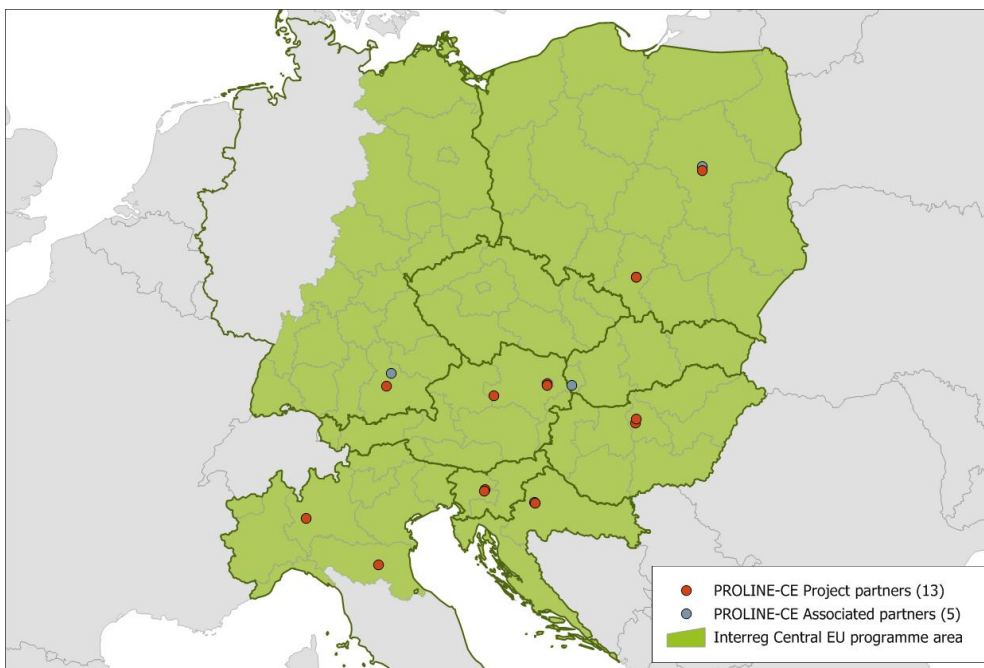 PROLINE-CE Project partners (13)
PROLINE-CE Associated partners (5)
Interreg Central EU programme area